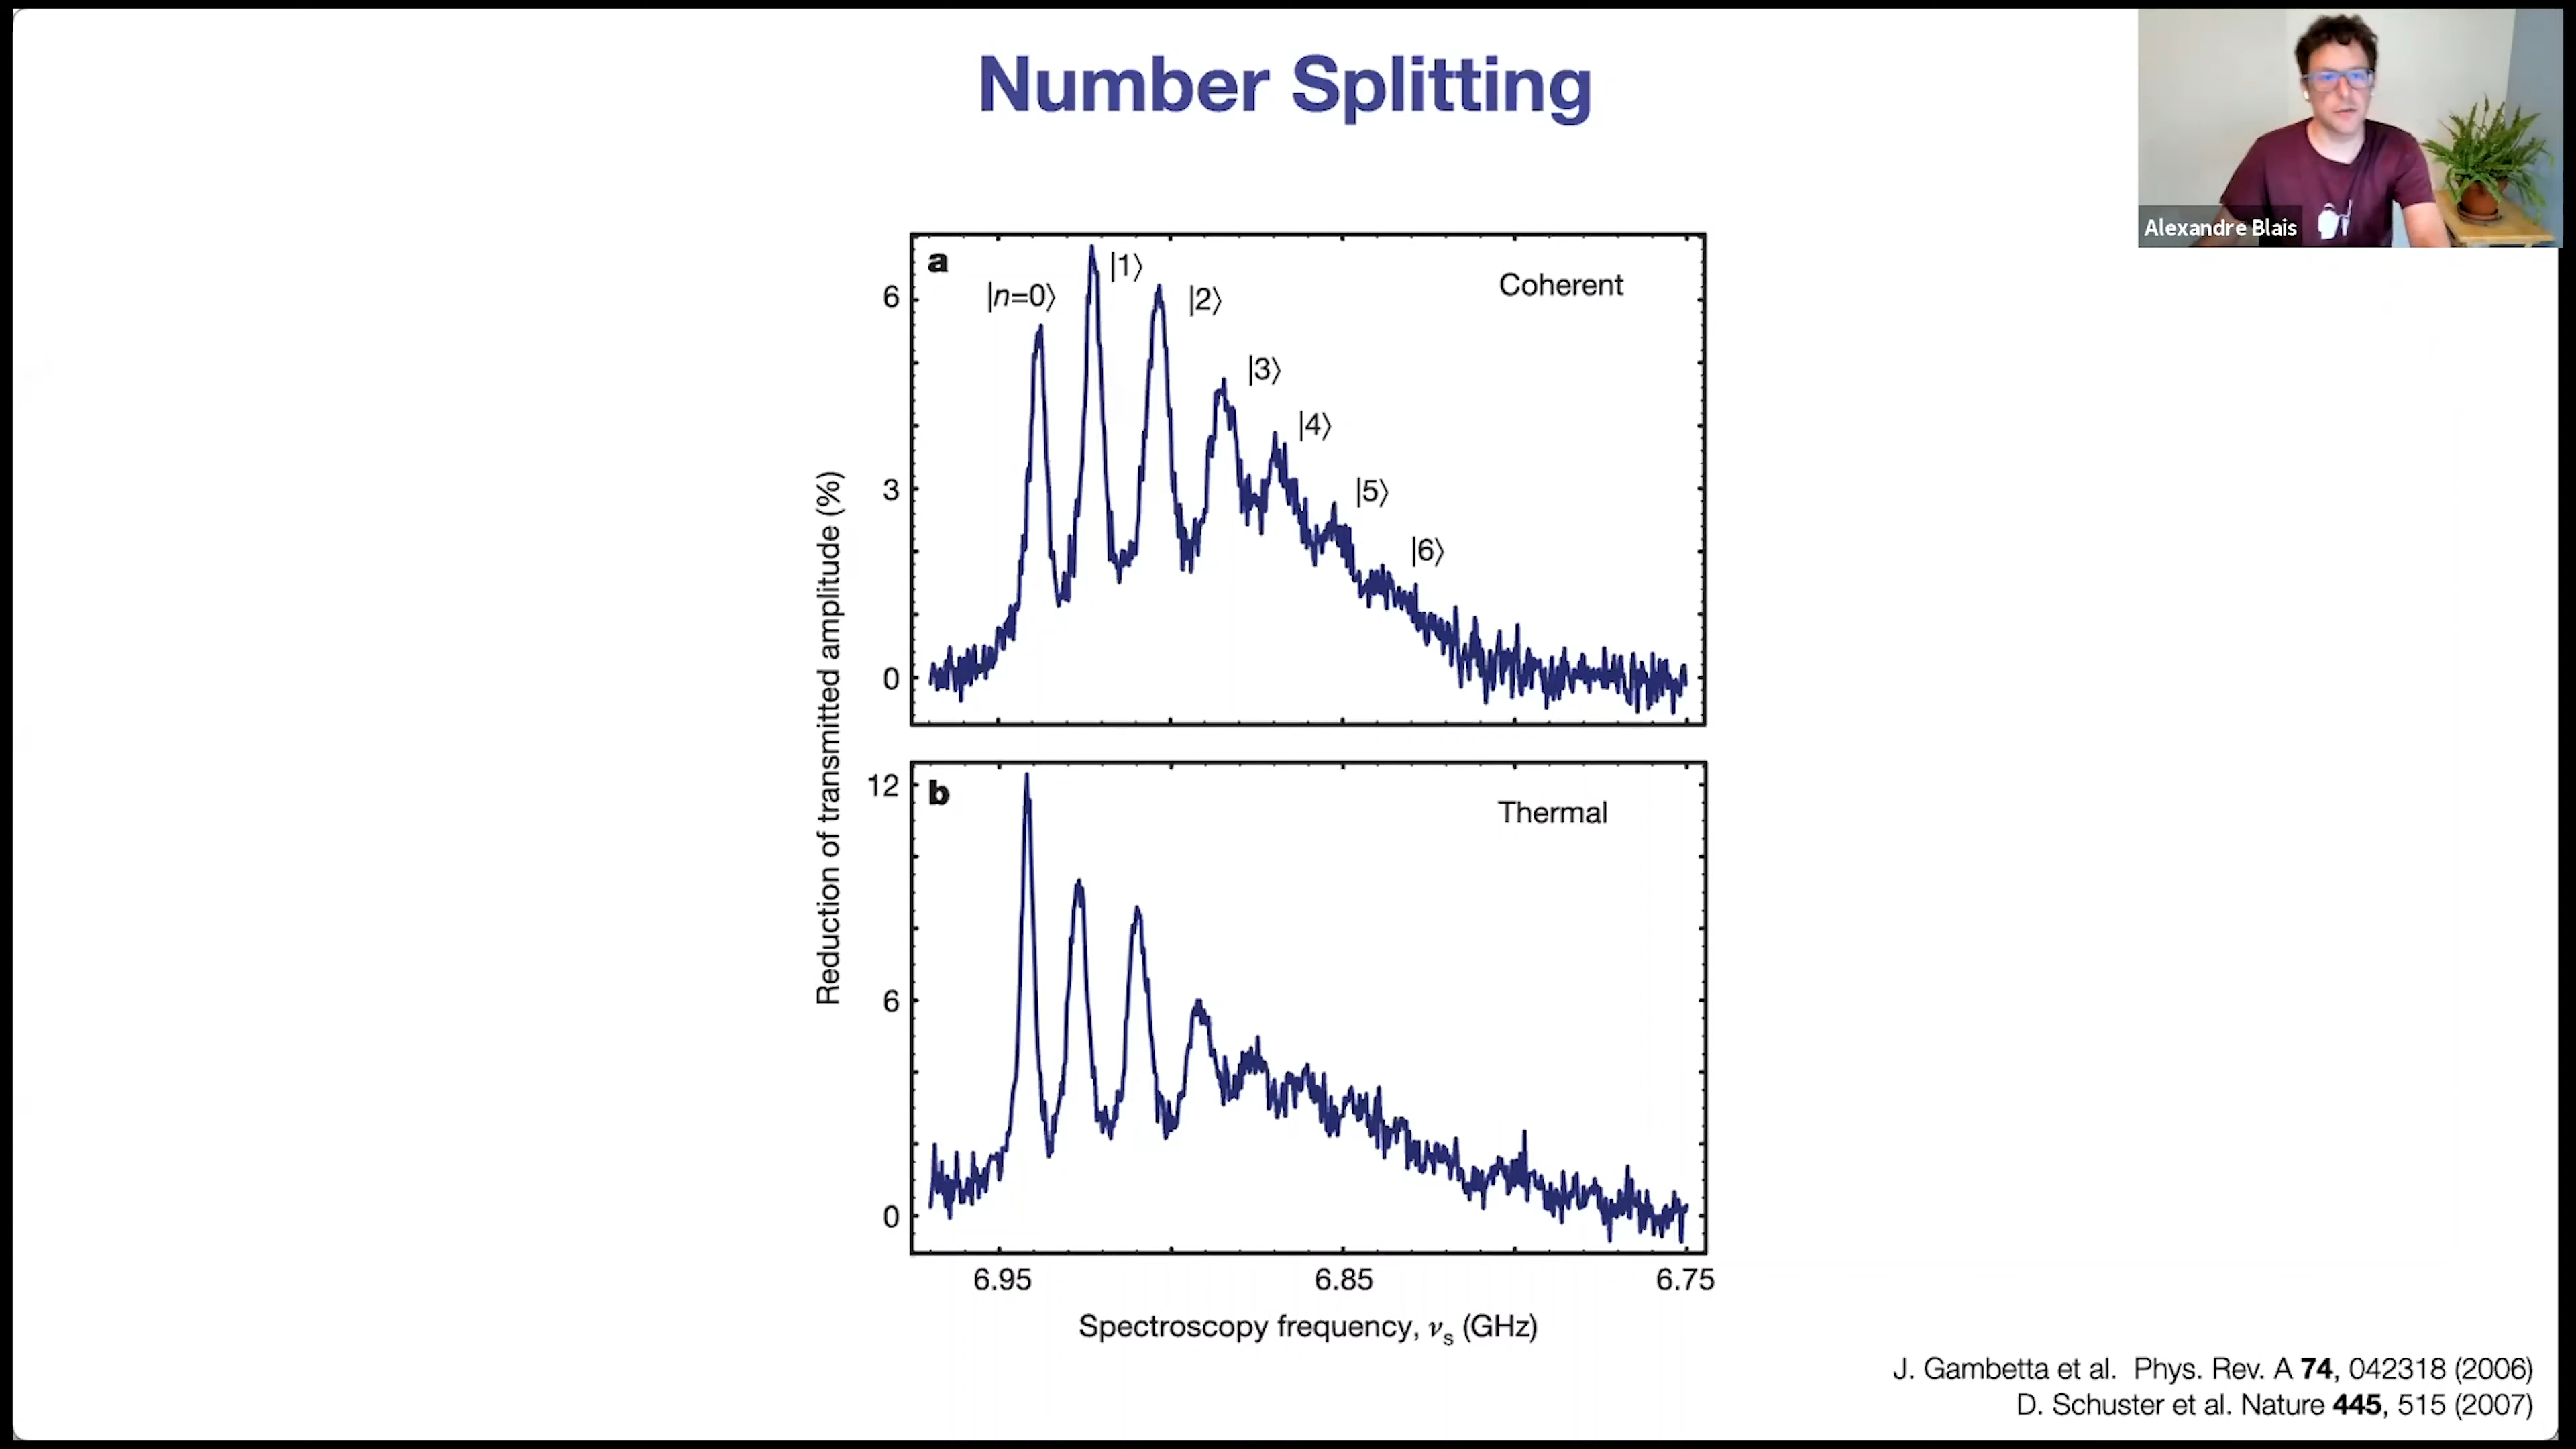 Number Splitting
Alexandre Blais
a
Coherent
|n=0⟩
|1⟩
|2⟩
|3⟩
|4⟩
|5⟩
|6⟩
6
3
0
Reduction of transmitted amplitude (%)
b
Thermal
12
6
0
6.95 6.85 6.75
Spectroscopy frequency, νs (GHz)
J. Gambetta et al. Phys. Rev. A 74, 042318 (2006)
D. Schuster et al. Nature 445, 515 (2007)